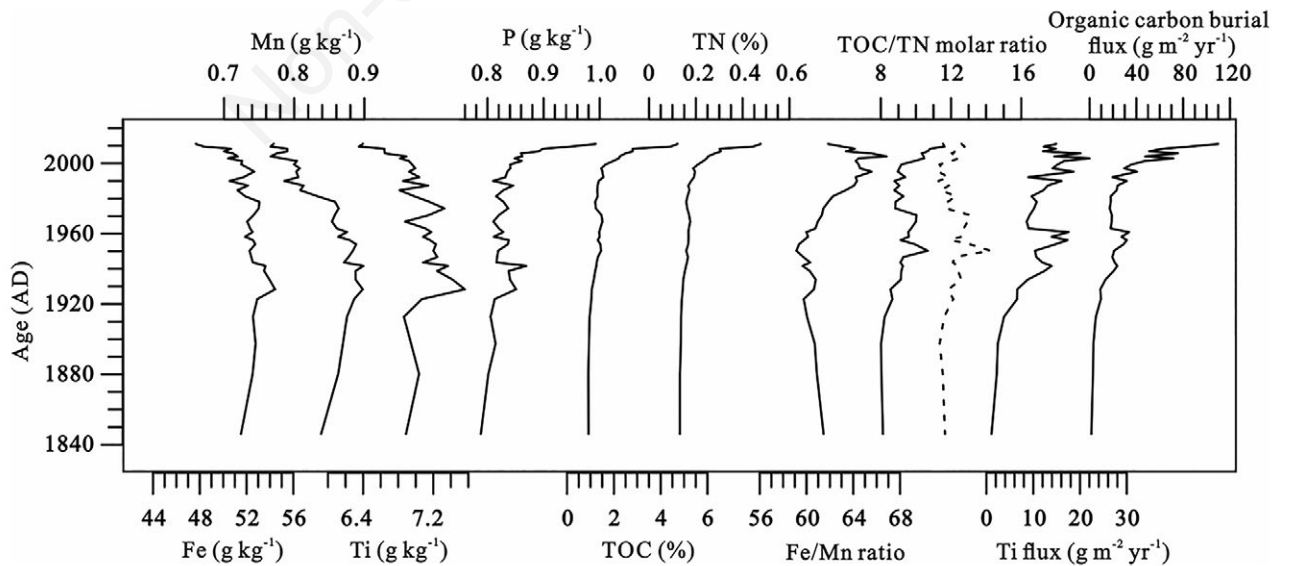 Organic carbon burial
Mn (g kg⁻¹) P (g kg⁻¹) TN (%) TOC/TN molar ratio flux (g m⁻² yr⁻¹)
0.7 0.8 0.9 0.8 0.9 1.0 0 0.2 0.4 0.6 8 12 16 0 40 80 120
Age (AD)
2000
1960
1920
1880
1840
44 48 52 56 6.4 7.2 0 2 4 6 56 60 64 68 0 10 20 30
Fe (g kg⁻¹) Ti (g kg⁻¹) TOC (%) Fe/Mn ratio Ti flux (g m⁻² yr⁻¹)
Non-